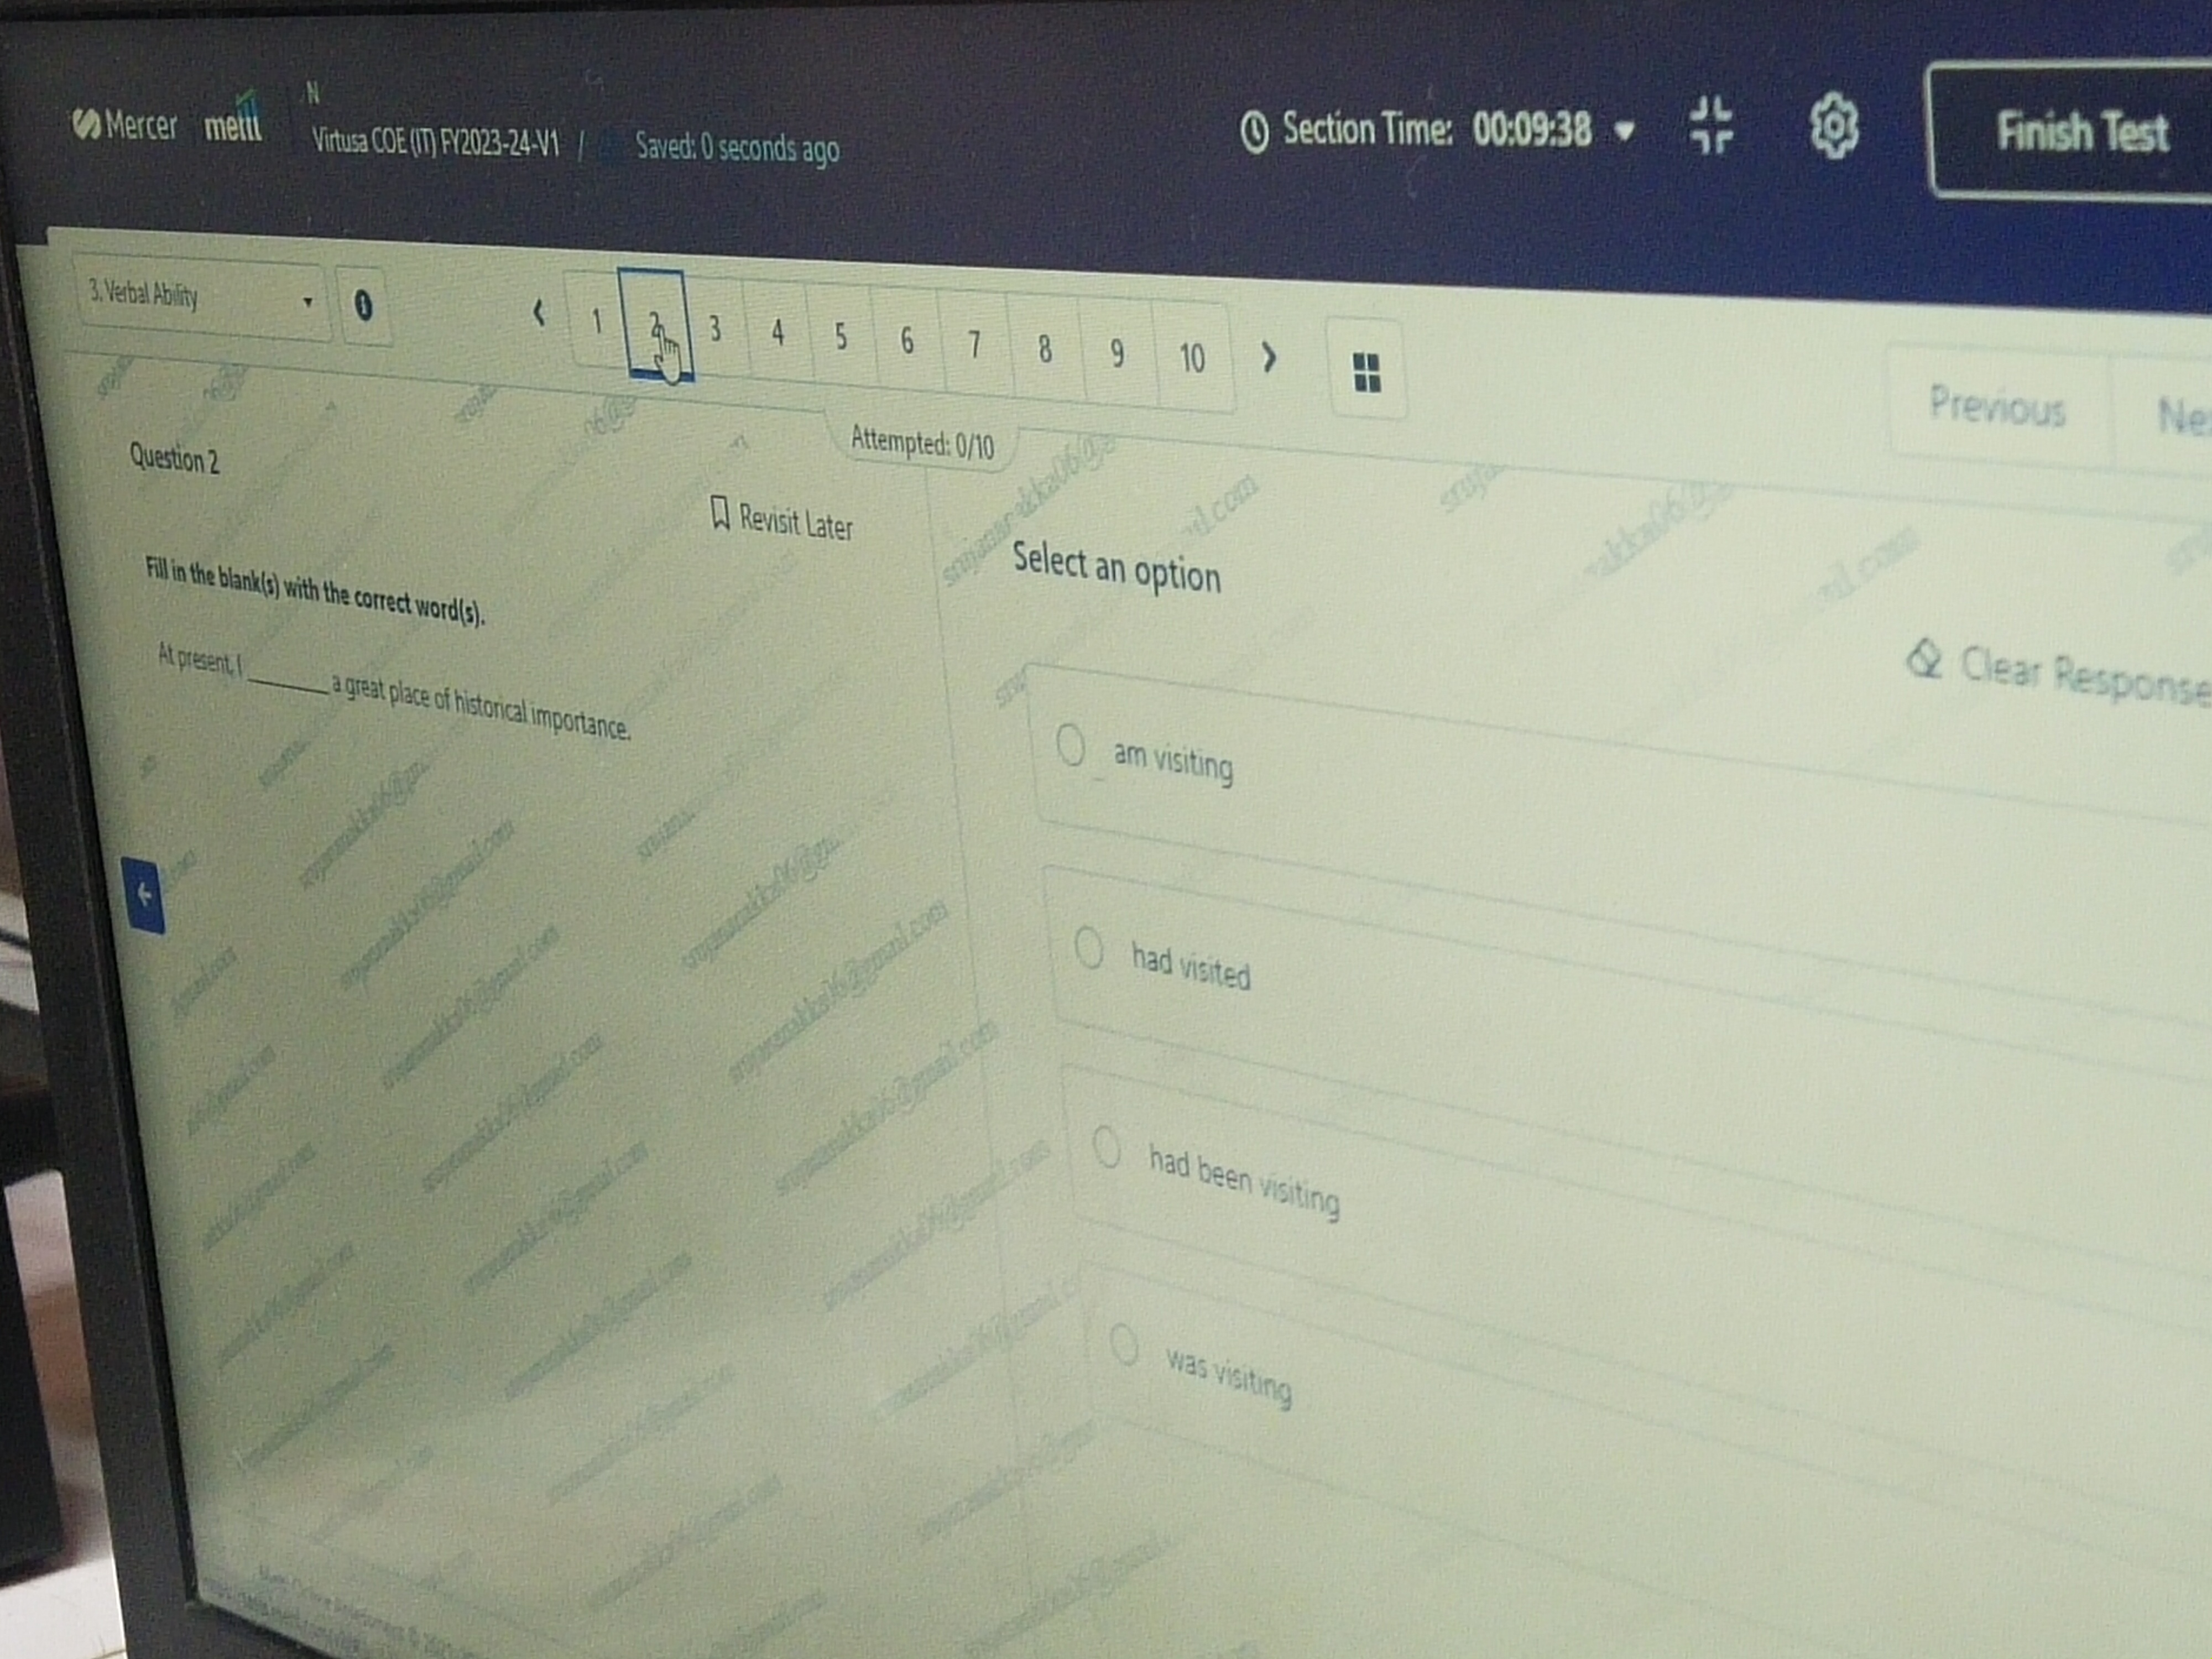 N
Mercer mettl
Virtusa COE (IT) FY2023-24-V1 / Saved: 0 seconds ago
Section Time: 00:09:38
Finish Test
3. Verbal Ability
1 2 3 4 5 6 7 8 9 10
Previous
Attempted: 0/10
Question 2
Revisit Later
Fill in the blank(s) with the correct word(s).
At present, I ________ a great place of historical importance.
Select an option
Clear Response
am visiting
had visited
had been visiting
was visiting